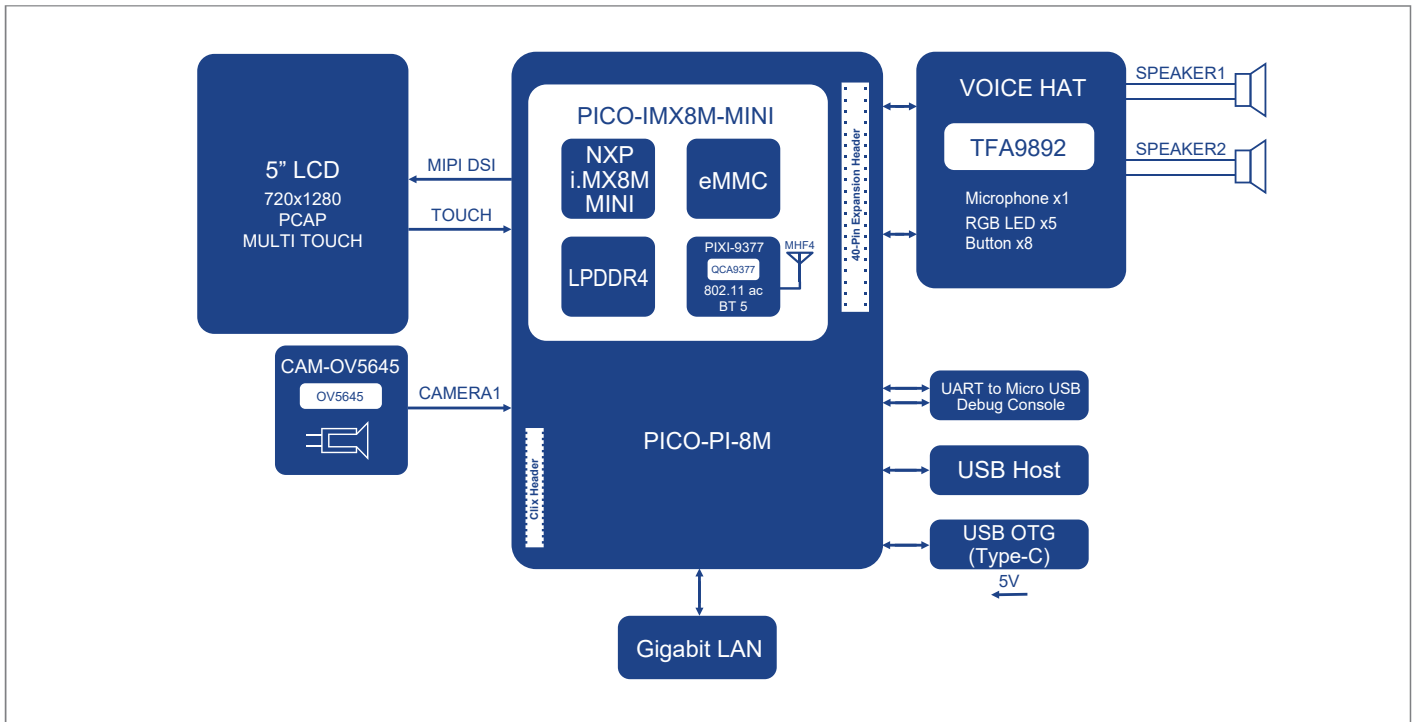 5” LCD
720x1280
PCAP
MULTI TOUCH
MIPI DSI
TOUCH
CAM-OV5645
OV5645
CAMERA1
PICO-IMX8M-MINI
NXP
i.MX8M
MINI
eMMC
LPDDR4
PIXI-9377
QCA9377
802.11 ac
BT 5
MHF4
40-Pin Expansion Header
Clix Header
PICO-PI-8M
VOICE HAT
TFA9892
Microphone x1
RGB LED x5
Button x8
SPEAKER1
SPEAKER2
UART to Micro USB
Debug Console
USB Host
USB OTG
(Type-C)
5V
Gigabit LAN